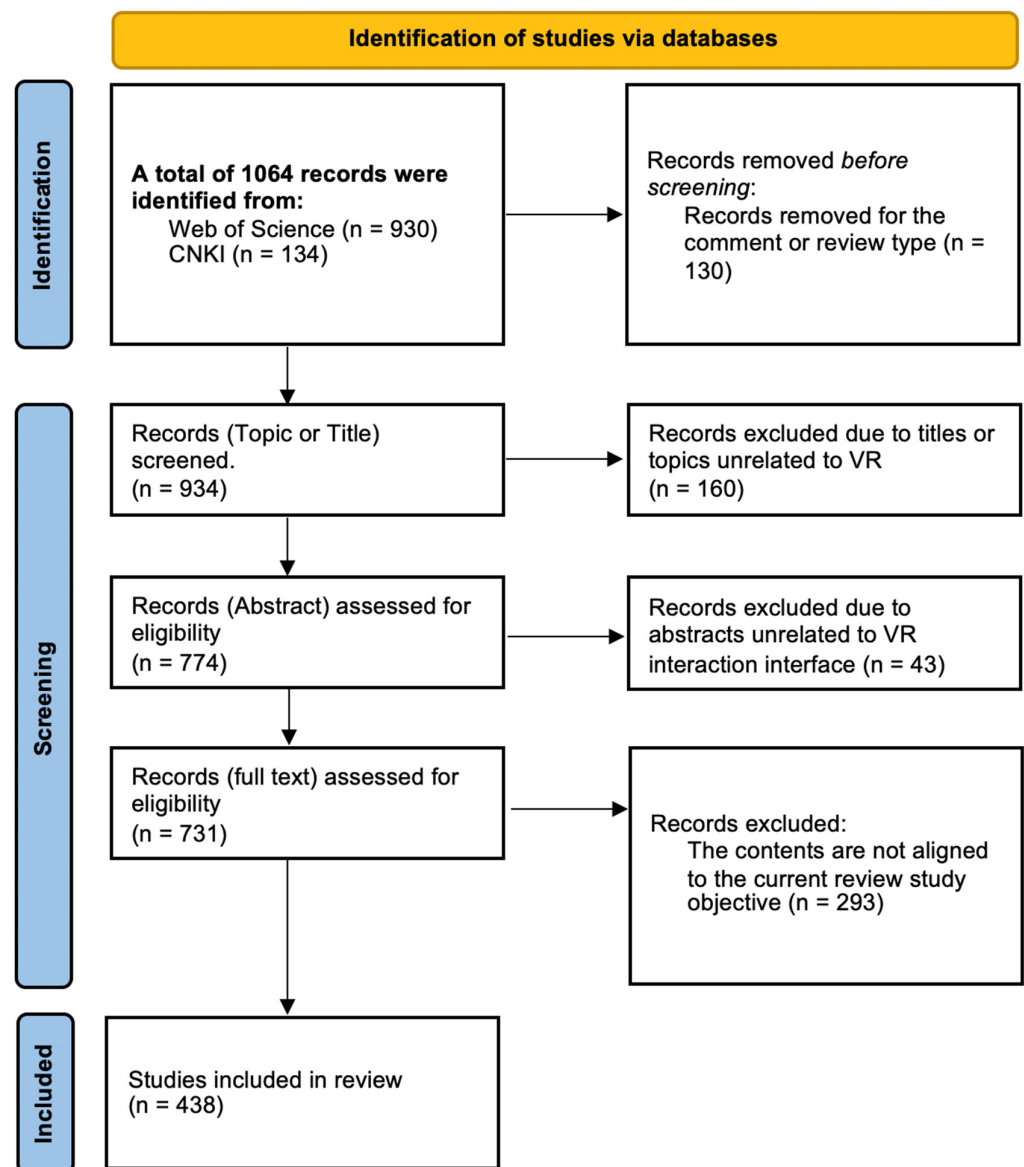 Identification of studies via databases
Identification
A total of 1064 records were
identified from:
Web of Science (n = 930)
CNKI (n = 134)
Records removed before
screening:
Records removed for the
comment or review type (n =
130)
Screening
Records (Topic or Title)
screened.
(n = 934)
Records excluded due to titles or
topics unrelated to VR
(n = 160)
Records (Abstract) assessed for
eligibility
(n = 774)
Records excluded due to
abstracts unrelated to VR
interaction interface (n = 43)
Records (full text) assessed for
eligibility
(n = 731)
Records excluded:
The contents are not aligned
to the current review study
objective (n = 293)
Included
Studies included in review
(n = 438)